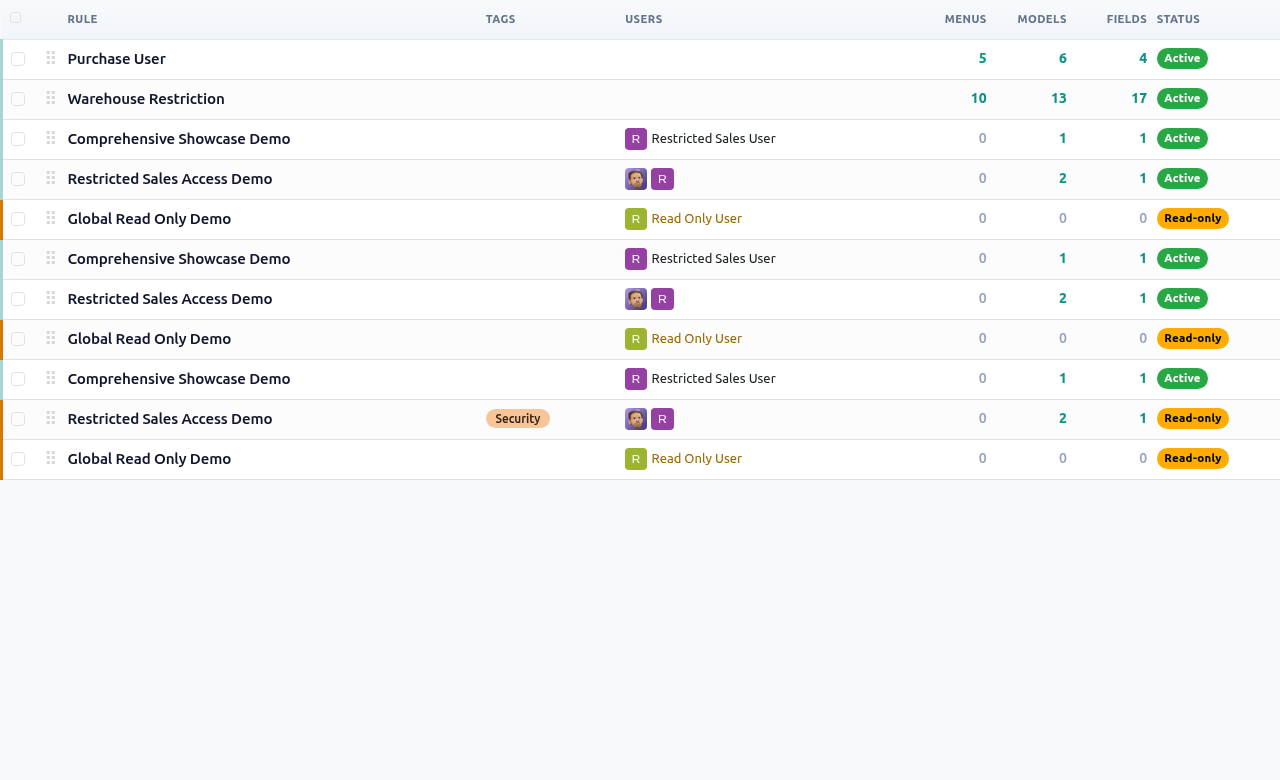 RULE TAGS USERS MENUS MODELS FIELDS STATUS
Purchase User 5 6 4 Active
Warehouse Restriction 10 13 17 Active
Comprehensive Showcase Demo R Restricted Sales User 0 1 1 Active
Restricted Sales Access Demo R 0 2 1 Active
Global Read Only Demo R Read Only User 0 0 0 Read-only
Comprehensive Showcase Demo R Restricted Sales User 0 1 1 Active
Restricted Sales Access Demo R 0 2 1 Active
Global Read Only Demo R Read Only User 0 0 0 Read-only
Comprehensive Showcase Demo R Restricted Sales User 0 1 1 Active
Restricted Sales Access Demo Security R 0 2 1 Read-only
Global Read Only Demo R Read Only User 0 0 0 Read-only